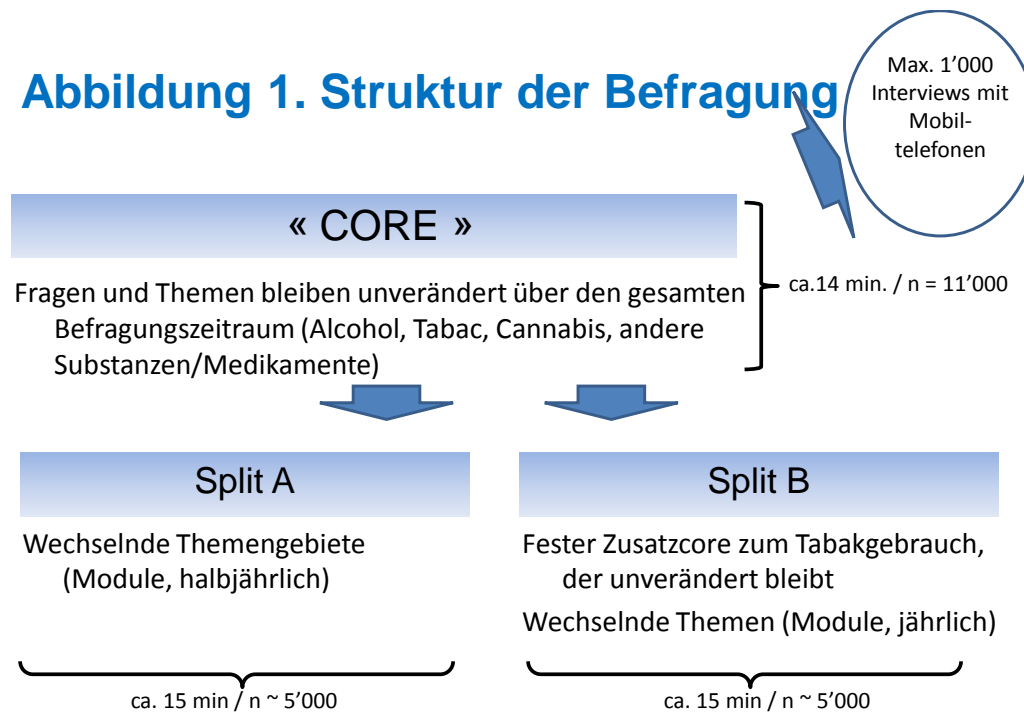 Abbildung 1. Struktur der Befragung
Max. 1’000
Interviews mit
Mobil-
telefonen
« CORE »
Fragen und Themen bleiben unverändert über den gesamten
Befragungszeitraum (Alcohol, Tabac, Cannabis, andere
Substanzen/Medikamente)
ca.14 min. / n = 11’000
Split A
Wechselnde Themengebiete
(Module, halbjährlich)
ca. 15 min / n ~ 5’000
Split B
Fester Zusatzcore zum Tabakgebrauch,
der unverändert bleibt
Wechselnde Themen (Module, jährlich)
ca. 15 min / n ~ 5’000